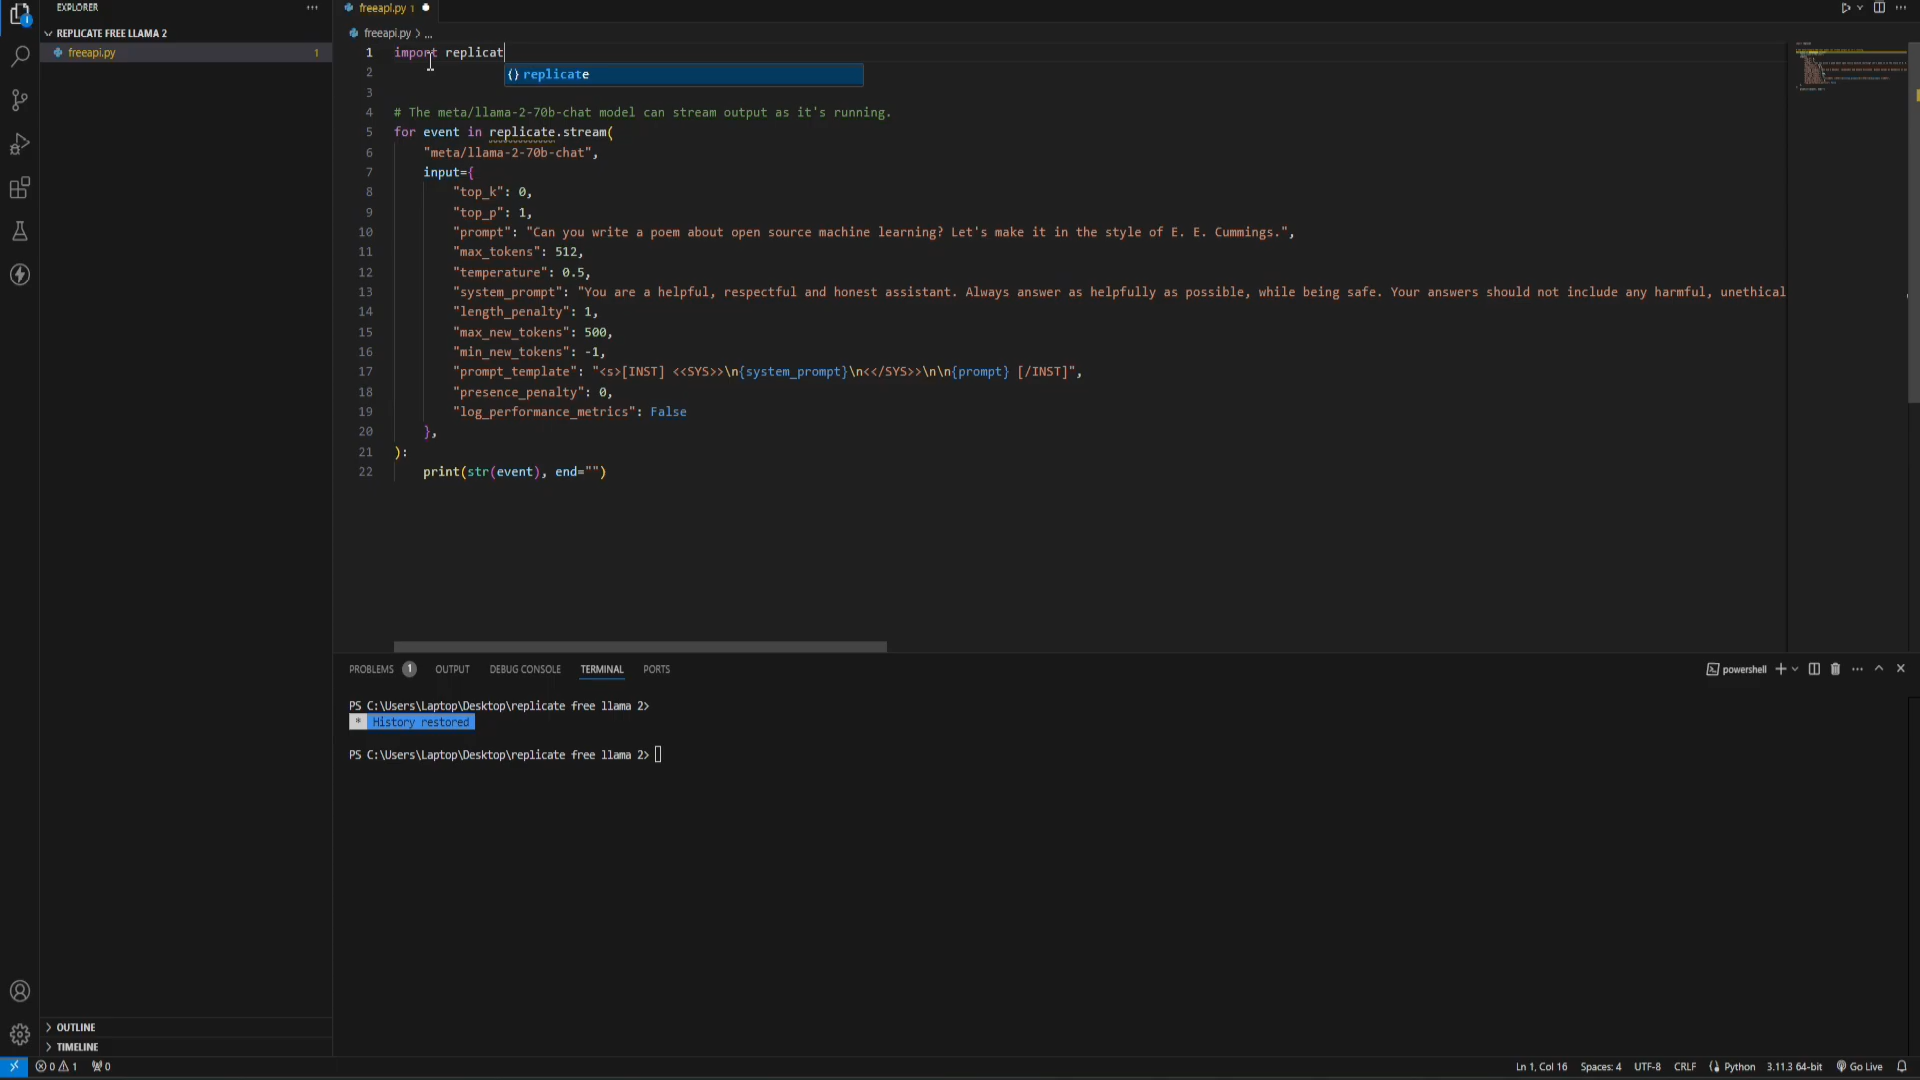 EXPLORER
REPLICATE FREE LLAMA 2
freeapi.py 1
freeapi.py 1
freeapi.py > ...
1 import replicat
replicate
2
3
4 # The meta/llama-2-70b-chat model can stream output as it's running.
5 for event in replicate.stream(
6 "meta/llama-2-70b-chat",
7 input={
8 "top_k": 0,
9 "top_p": 1,
10 "prompt": "Can you write a poem about open source machine learning? Let's make it in the style of E. E. Cummings.",
11 "max_tokens": 512,
12 "temperature": 0.5,
13 "system_prompt": "You are a helpful, respectful and honest assistant. Always answer as helpfully as possible, while being safe. Your answers should not include any harmful, unethical
14 "length_penalty": 1,
15 "max_new_tokens": 500,
16 "min_new_tokens": -1,
17 "prompt_template": "<s>[INST] <<SYS>>\n{system_prompt}\n<</SYS>>\n\n{prompt} [/INST]",
18 "presence_penalty": 0,
19 "log_performance_metrics": False
20 },
21 ):
22 print(str(event), end="")
PROBLEMS 1 OUTPUT DEBUG CONSOLE TERMINAL PORTS
powershell
PS C:\Users\Laptop\Desktop\replicate free llama 2>
* History restored
PS C:\Users\Laptop\Desktop\replicate free llama 2>
OUTLINE
TIMELINE
0 1 0
Ln 1, Col 16 Spaces: 4 UTF-8 CRLF Python 3.11.3 64-bit Go Live